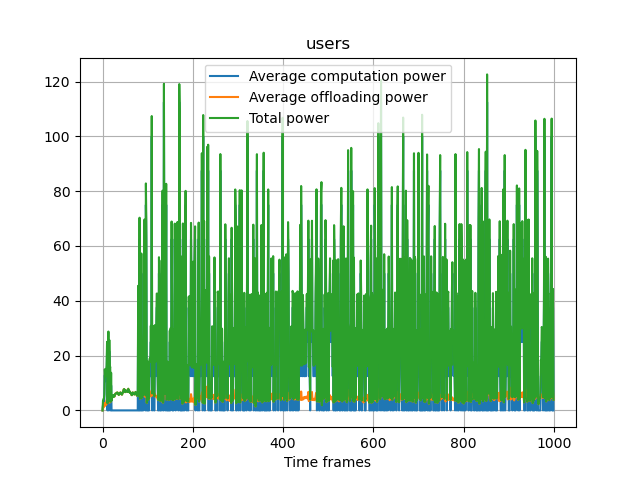 users
Average computation power
Average offloading power
Total power
120
100
80
60
40
20
0
0 200 400 600 800 1000
Time frames